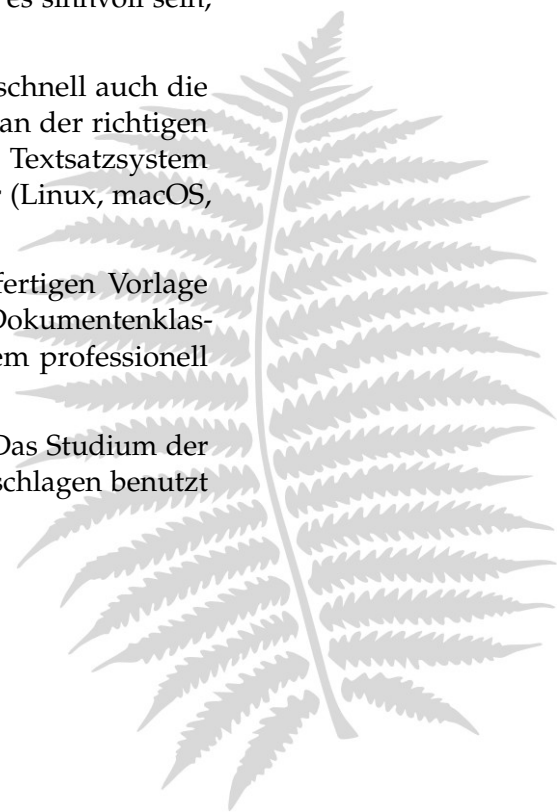 es sinnvoll sein,
schnell auch die
an der richtigen
Textsatzsystem
(Linux, macOS,
fertigen Vorlage
Dokumentenklas-
em professionell
Das Studium der
schlagen benutzt